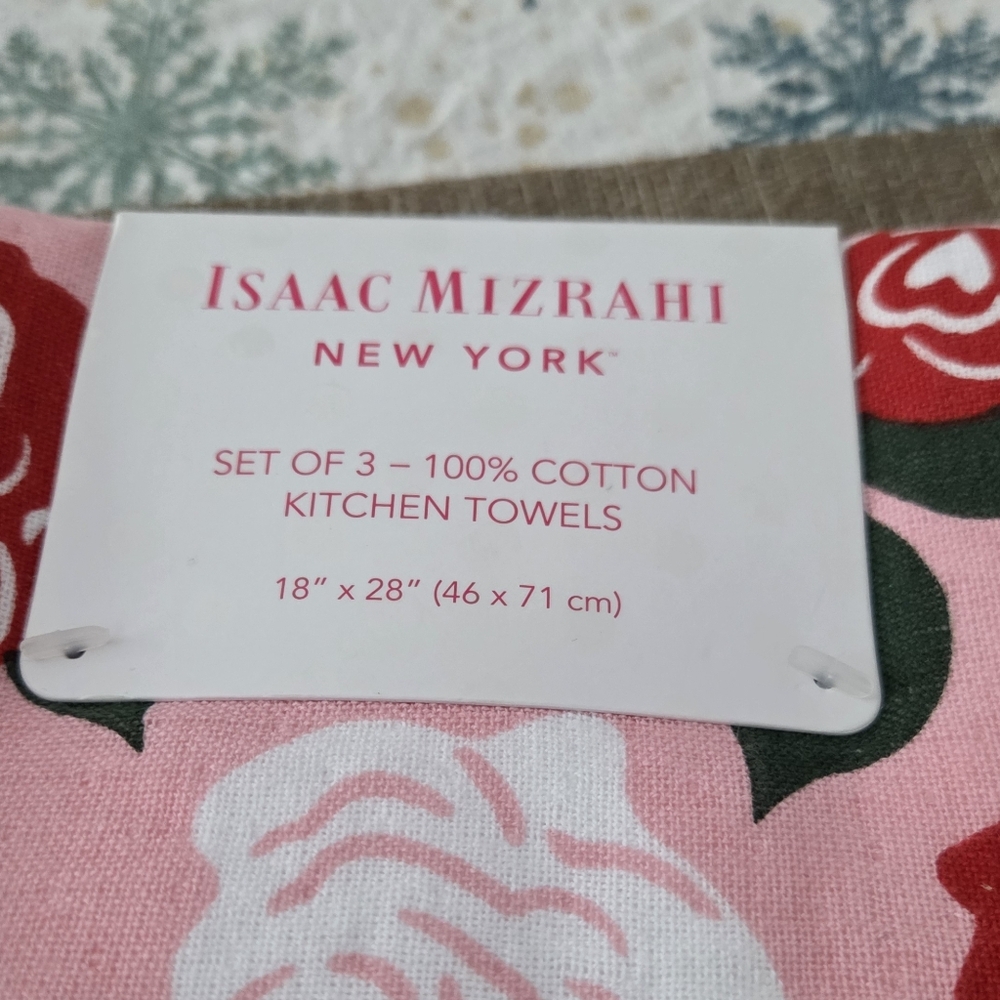 ISAAC MIZRAHI
NEW YORK™
SET OF 3 – 100% COTTON
KITCHEN TOWELS
18" x 28" (46 x 71 cm)